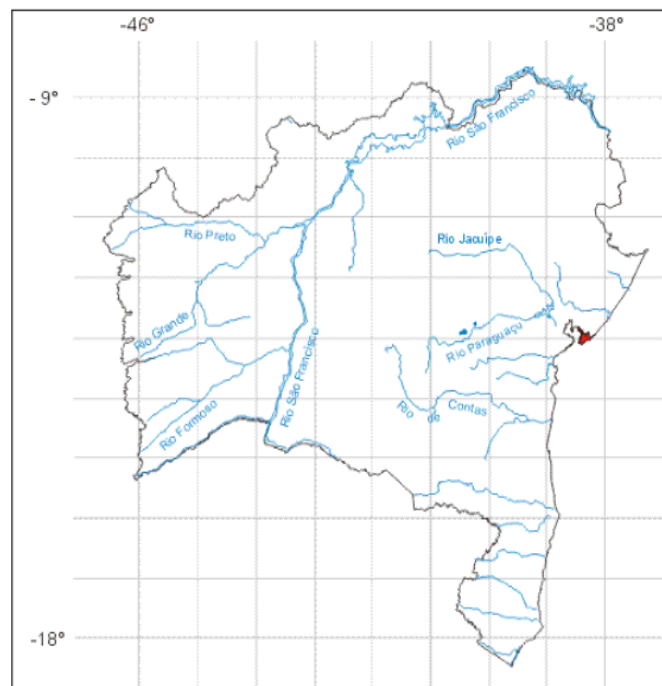 -46°
-38°
- 9°
Rio São Francisco
Rio Preto
Rio Jacuipe
Rio Grande
Rio São Francisco
Rio Paraguaçu
Rio Formoso
Rio de Contas
-18°